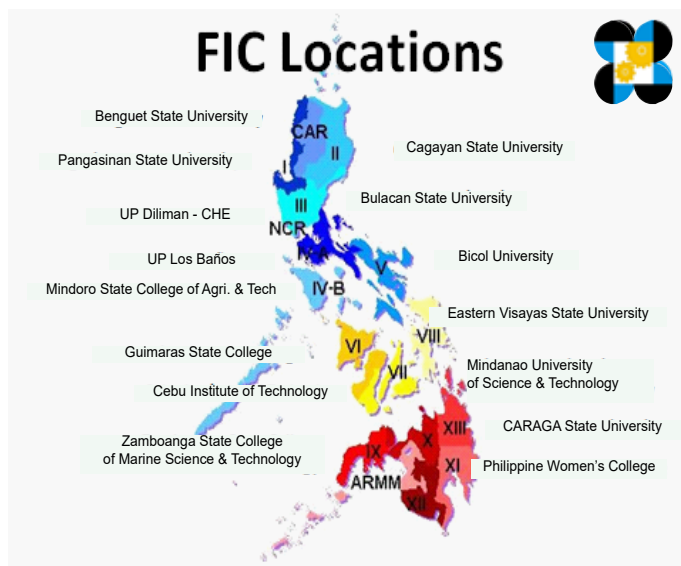 FIC Locations
Benguet State University
CAR
Cagayan State University
Pangasinan State University
I
II
Bulacan State University
III
UP Diliman - CHE
NCR
UP Los Baños
IV-A
V
Bicol University
Mindoro State College of Agri. & Tech
IV-B
Eastern Visayas State University
VIII
Guimaras State College
VI
Mindanao University
of Science & Technology
VII
Cebu Institute of Technology
CARAGA State University
XIII
Zamboanga State College
of Marine Science & Technology
X
IX
XI
Philippine Women's College
ARMM
XII